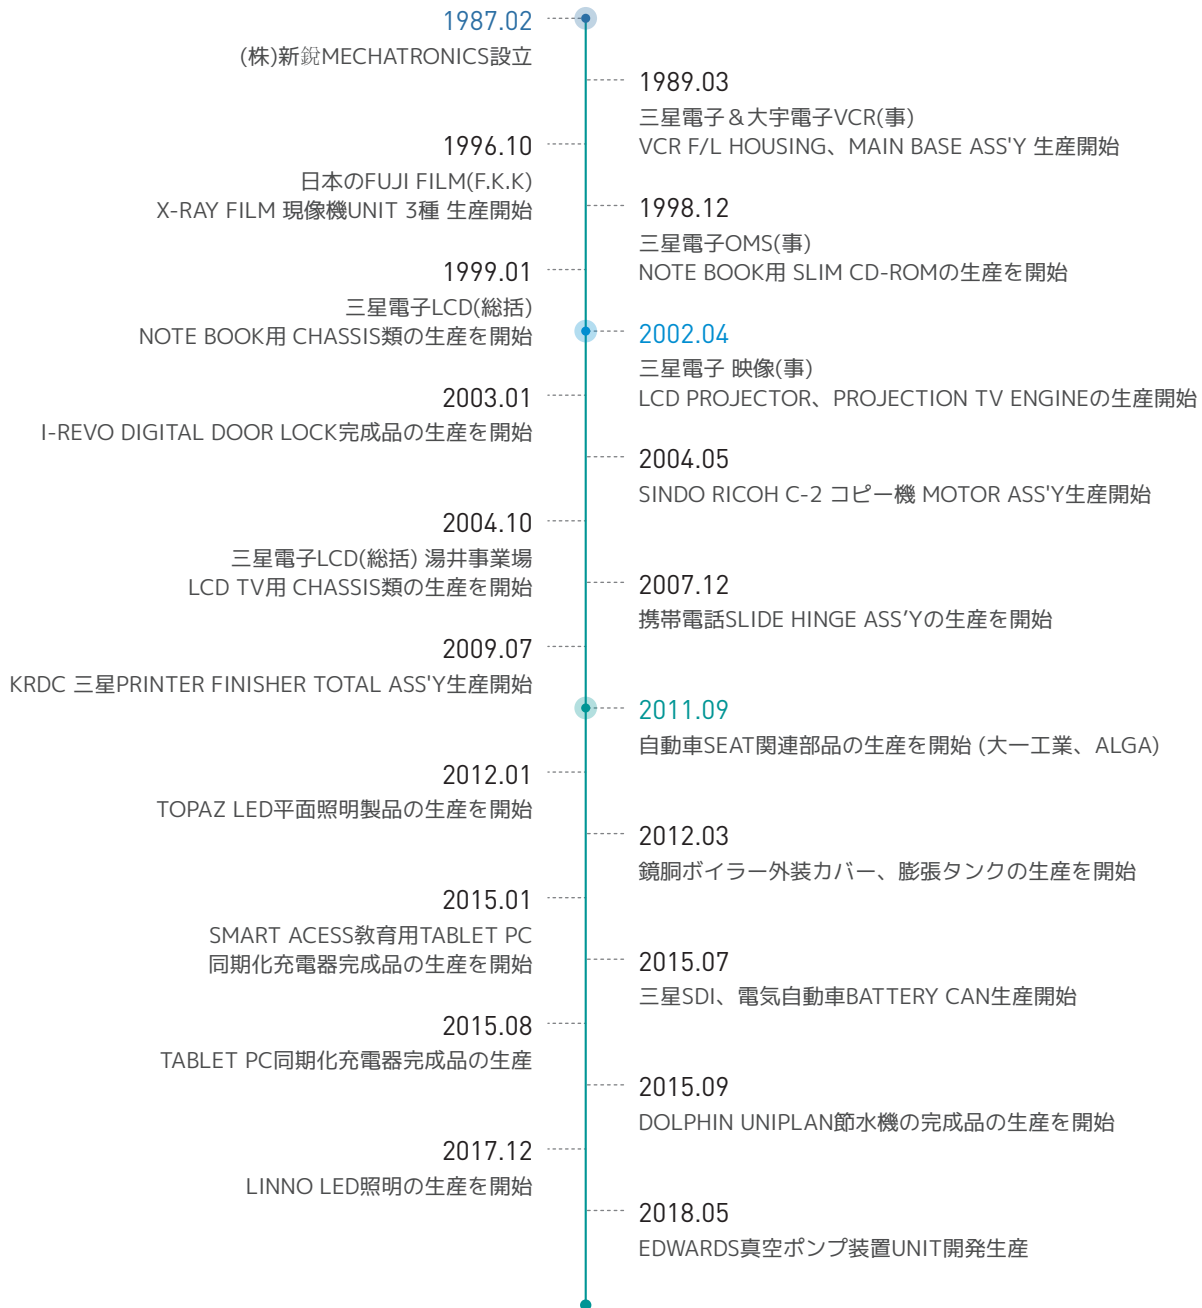 1987.02
(株)新銳MECHATRONICS設立
1989.03
三星電子＆大宇電子VCR(事)
VCR F/L HOUSING、MAIN BASE ASS'Y 生産開始
1996.10
日本のFUJI FILM(F.K.K)
X-RAY FILM 現像機UNIT 3種 生産開始
1998.12
三星電子OMS(事)
NOTE BOOK用 SLIM CD-ROMの生産を開始
1999.01
三星電子LCD(総括)
NOTE BOOK用 CHASSIS類の生産を開始
2002.04
三星電子 映像(事)
LCD PROJECTOR、PROJECTION TV ENGINEの生産開始
2003.01
I-REVO DIGITAL DOOR LOCK完成品の生産を開始
2004.05
SINDO RICOH C-2 コピー機 MOTOR ASS'Y生産開始
2004.10
三星電子LCD(総括) 湯井事業場
LCD TV用 CHASSIS類の生産を開始
2007.12
携帯電話SLIDE HINGE ASS’Yの生産を開始
2009.07
KRDC 三星PRINTER FINISHER TOTAL ASS'Y生産開始
2011.09
自動車SEAT関連部品の生産を開始 (大一工業、ALGA)
2012.01
TOPAZ LED平面照明製品の生産を開始
2012.03
鏡胴ボイラー外装カバー、膨張タンクの生産を開始
2015.01
SMART ACESS教育用TABLET PC
同期化充電器完成品の生産を開始
2015.07
三星SDI、電気自動車BATTERY CAN生産開始
2015.08
TABLET PC同期化充電器完成品の生産
2015.09
DOLPHIN UNIPLAN節水機の完成品の生産を開始
2017.12
LINNO LED照明の生産を開始
2018.05
EDWARDS真空ポンプ装置UNIT開発生産